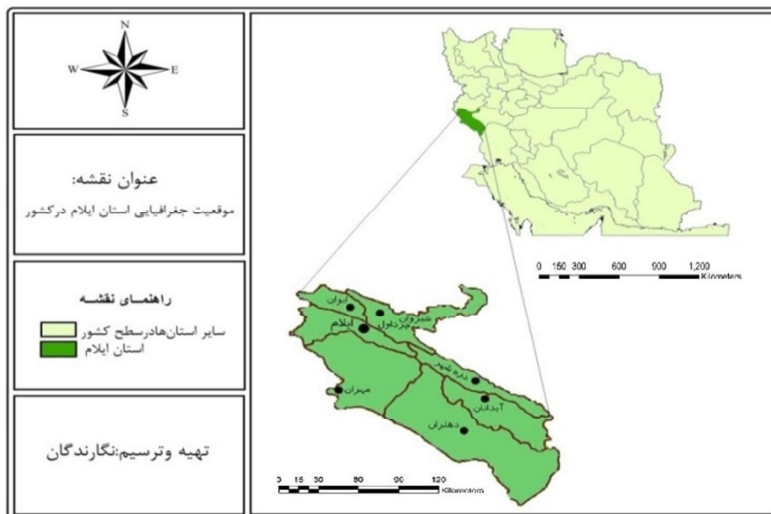 N
W E
S
عنوان نقشه:
موقعیت جغرافیایی استان ایلام درکشور
راهنمای نقشه
سایر استان‌هادرسطح کشور
استان ایلام
تهیه وترسیم:نگارندگان
0 150 300 600 900 1,200
Kilometers
ایوان
شیروان
چرداول
ایلام
دره شهر
مهران
آبدانان
دهلران
0 15 30 60 90 120
Kilometers